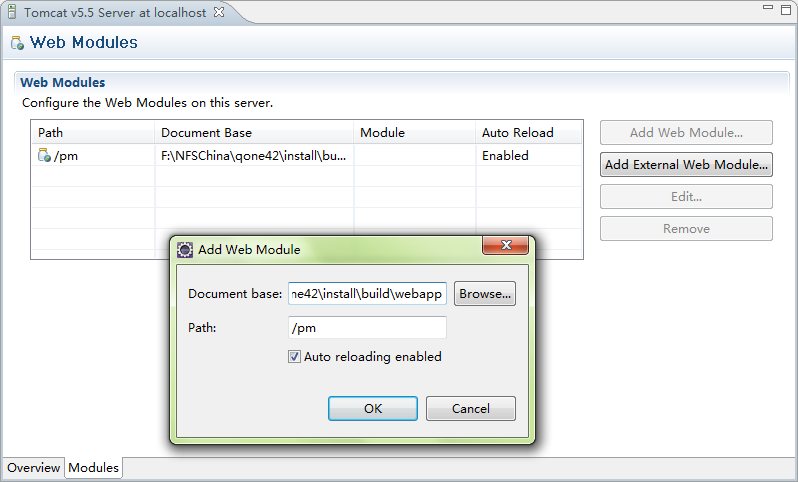 Tomcat v5.5 Server at localhost
Web Modules
Web Modules
Configure the Web Modules on this server.
Path Document Base Module Auto Reload
/pm F:\NFSChina\qone42\install\bu... Enabled
Add Web Module...
Add External Web Module...
Edit...
Remove
Add Web Module
Document base: ne42\install\build\webapp Browse...
Path: /pm
Auto reloading enabled
OK Cancel
Overview Modules